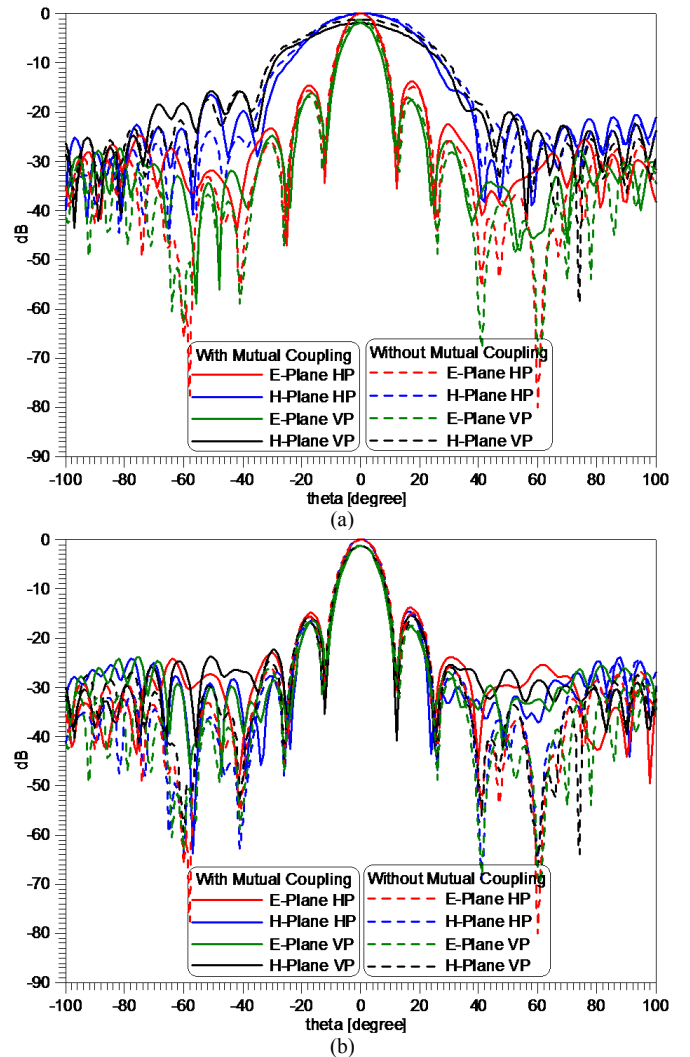 0
-10
-20
-30
-40
-50
-60
-70
-80
-90
dB
With Mutual Coupling
E-Plane HP
H-Plane HP
E-Plane VP
H-Plane VP
Without Mutual Coupling
E-Plane HP
H-Plane HP
E-Plane VP
H-Plane VP
-100 -80 -60 -40 -20 0 20 40 60 80 100
theta [degree]
(a)
0
-10
-20
-30
-40
-50
-60
-70
-80
-90
dB
With Mutual Coupling
E-Plane HP
H-Plane HP
E-Plane VP
H-Plane VP
Without Mutual Coupling
E-Plane HP
H-Plane HP
E-Plane VP
H-Plane VP
-100 -80 -60 -40 -20 0 20 40 60 80 100
theta [degree]
(b)